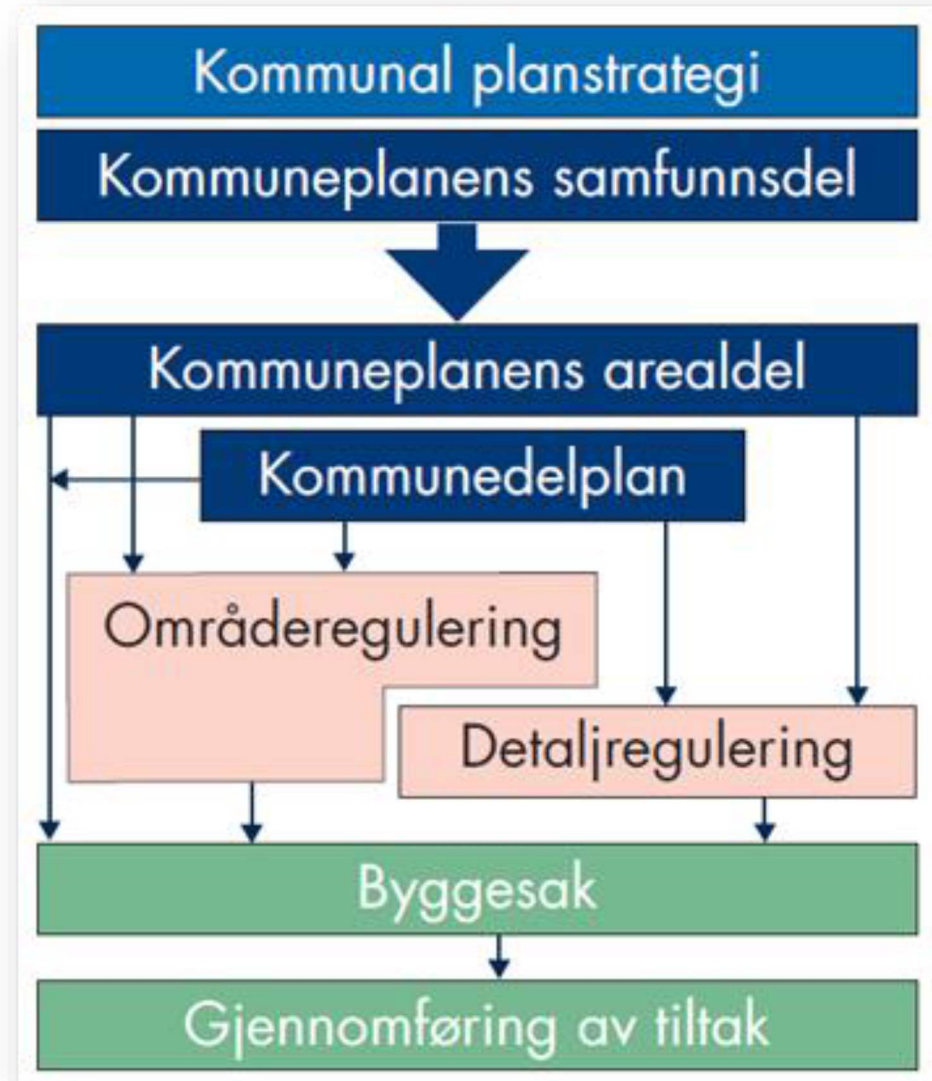 Kommunal planstrategi
Kommuneplanens samfunnsdel
Kommuneplanens arealdel
Kommunedelplan
Områderegulering
Detaljregulering
Byggesak
Gjennomføring av tiltak